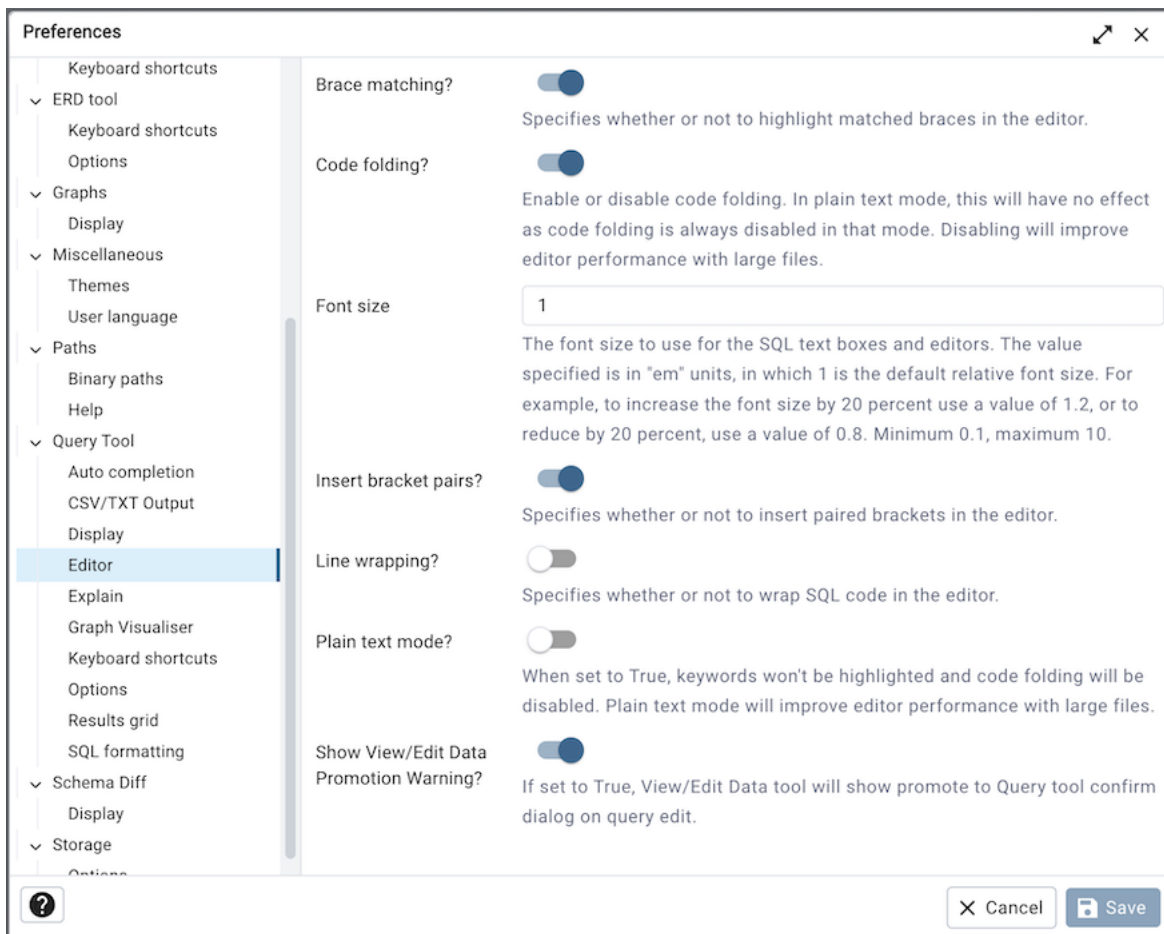 Preferences
Keyboard shortcuts
ERD tool
Keyboard shortcuts
Options
Graphs
Display
Miscellaneous
Themes
User language
Paths
Binary paths
Help
Query Tool
Auto completion
CSV/TXT Output
Display
Editor
Explain
Graph Visualiser
Keyboard shortcuts
Options
Results grid
SQL formatting
Schema Diff
Display
Storage
Options
Brace matching?
Specifies whether or not to highlight matched braces in the editor.
Code folding?
Enable or disable code folding. In plain text mode, this will have no effect
as code folding is always disabled in that mode. Disabling will improve
editor performance with large files.
Font size
1
The font size to use for the SQL text boxes and editors. The value
specified is in "em" units, in which 1 is the default relative font size. For
example, to increase the font size by 20 percent use a value of 1.2, or to
reduce by 20 percent, use a value of 0.8. Minimum 0.1, maximum 10.
Insert bracket pairs?
Specifies whether or not to insert paired brackets in the editor.
Line wrapping?
Specifies whether or not to wrap SQL code in the editor.
Plain text mode?
When set to True, keywords won't be highlighted and code folding will be
disabled. Plain text mode will improve editor performance with large files.
Show View/Edit Data
Promotion Warning?
If set to True, View/Edit Data tool will show promote to Query tool confirm
dialog on query edit.
?
Cancel
Save